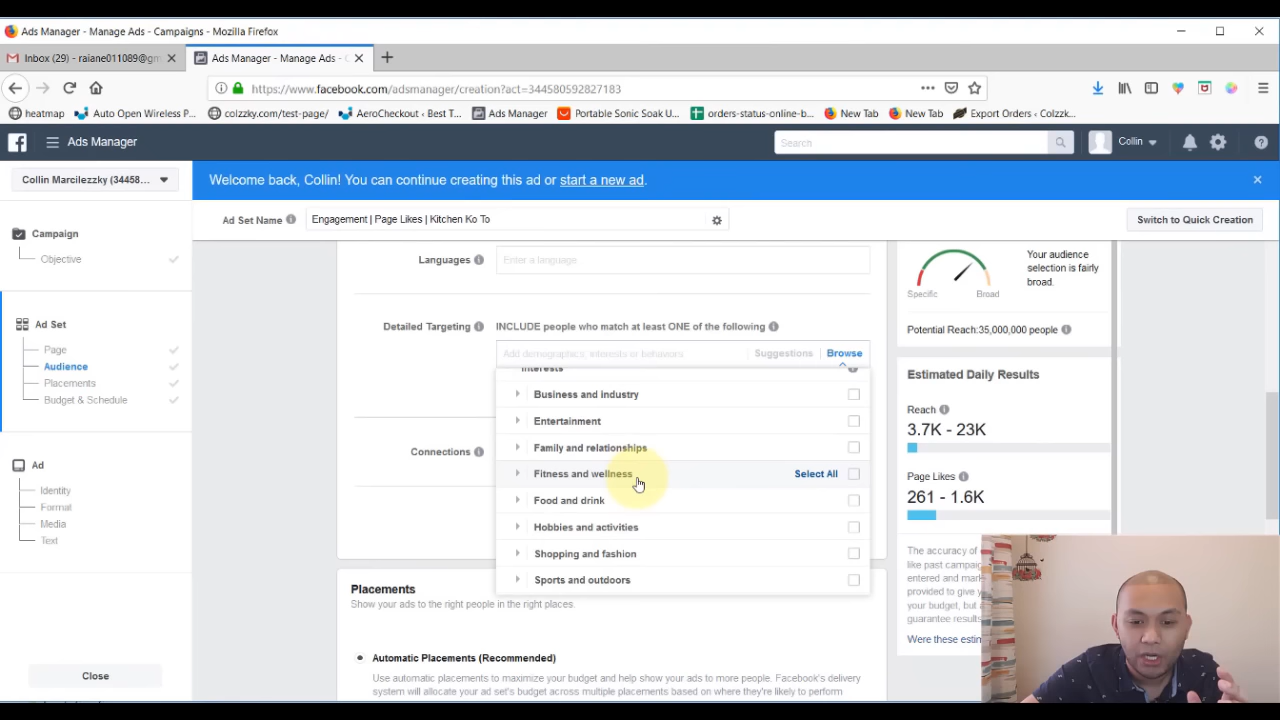 Ads Manager - Manage Ads - Campaigns - Mozilla Firefox
Inbox (29) - raiane011089@gm
Ads Manager - Manage Ads -
https://www.facebook.com/adsmanager/creation?act=344580592827183
heatmap
Auto Open Wireless P...
colzzky.com/test-page/
AeroCheckout ‹ Best T...
Ads Manager
Portable Sonic Soak U...
orders-status-online-b...
New Tab
New Tab
Export Orders ‹ Colzzk...
Ads Manager
Search
Collin
Collin Marcilezzky (34458...
Welcome back, Collin! You can continue creating this ad or start a new ad.
Ad Set Name
Engagement | Page Likes | Kitchen Ko To
Switch to Quick Creation
Campaign
Objective
Ad Set
Page
Audience
Placements
Budget & Schedule
Ad
Identity
Format
Media
Text
Close
Languages
Enter a language
Detailed Targeting
INCLUDE people who match at least ONE of the following
Add demographics, interests or behaviors
Suggestions
Browse
Interests
Business and industry
Entertainment
Family and relationships
Fitness and wellness
Select All
Food and drink
Hobbies and activities
Shopping and fashion
Sports and outdoors
Connections
Placements
Show your ads to the right people in the right places.
Automatic Placements (Recommended)
Use automatic placements to maximize your budget and help show your ads to more people. Facebook's delivery
system will allocate your ad set's budget across multiple placements based on where they're likely to perform
Specific
Broad
Your audience
selection is fairly
broad.
Potential Reach:35,000,000 people
Estimated Daily Results
Reach
3.7K - 23K
Page Likes
261 - 1.6K
The accuracy of
like past campai
entered and mark
provided to give y
your budget, but a
guarantee results
Were these estim